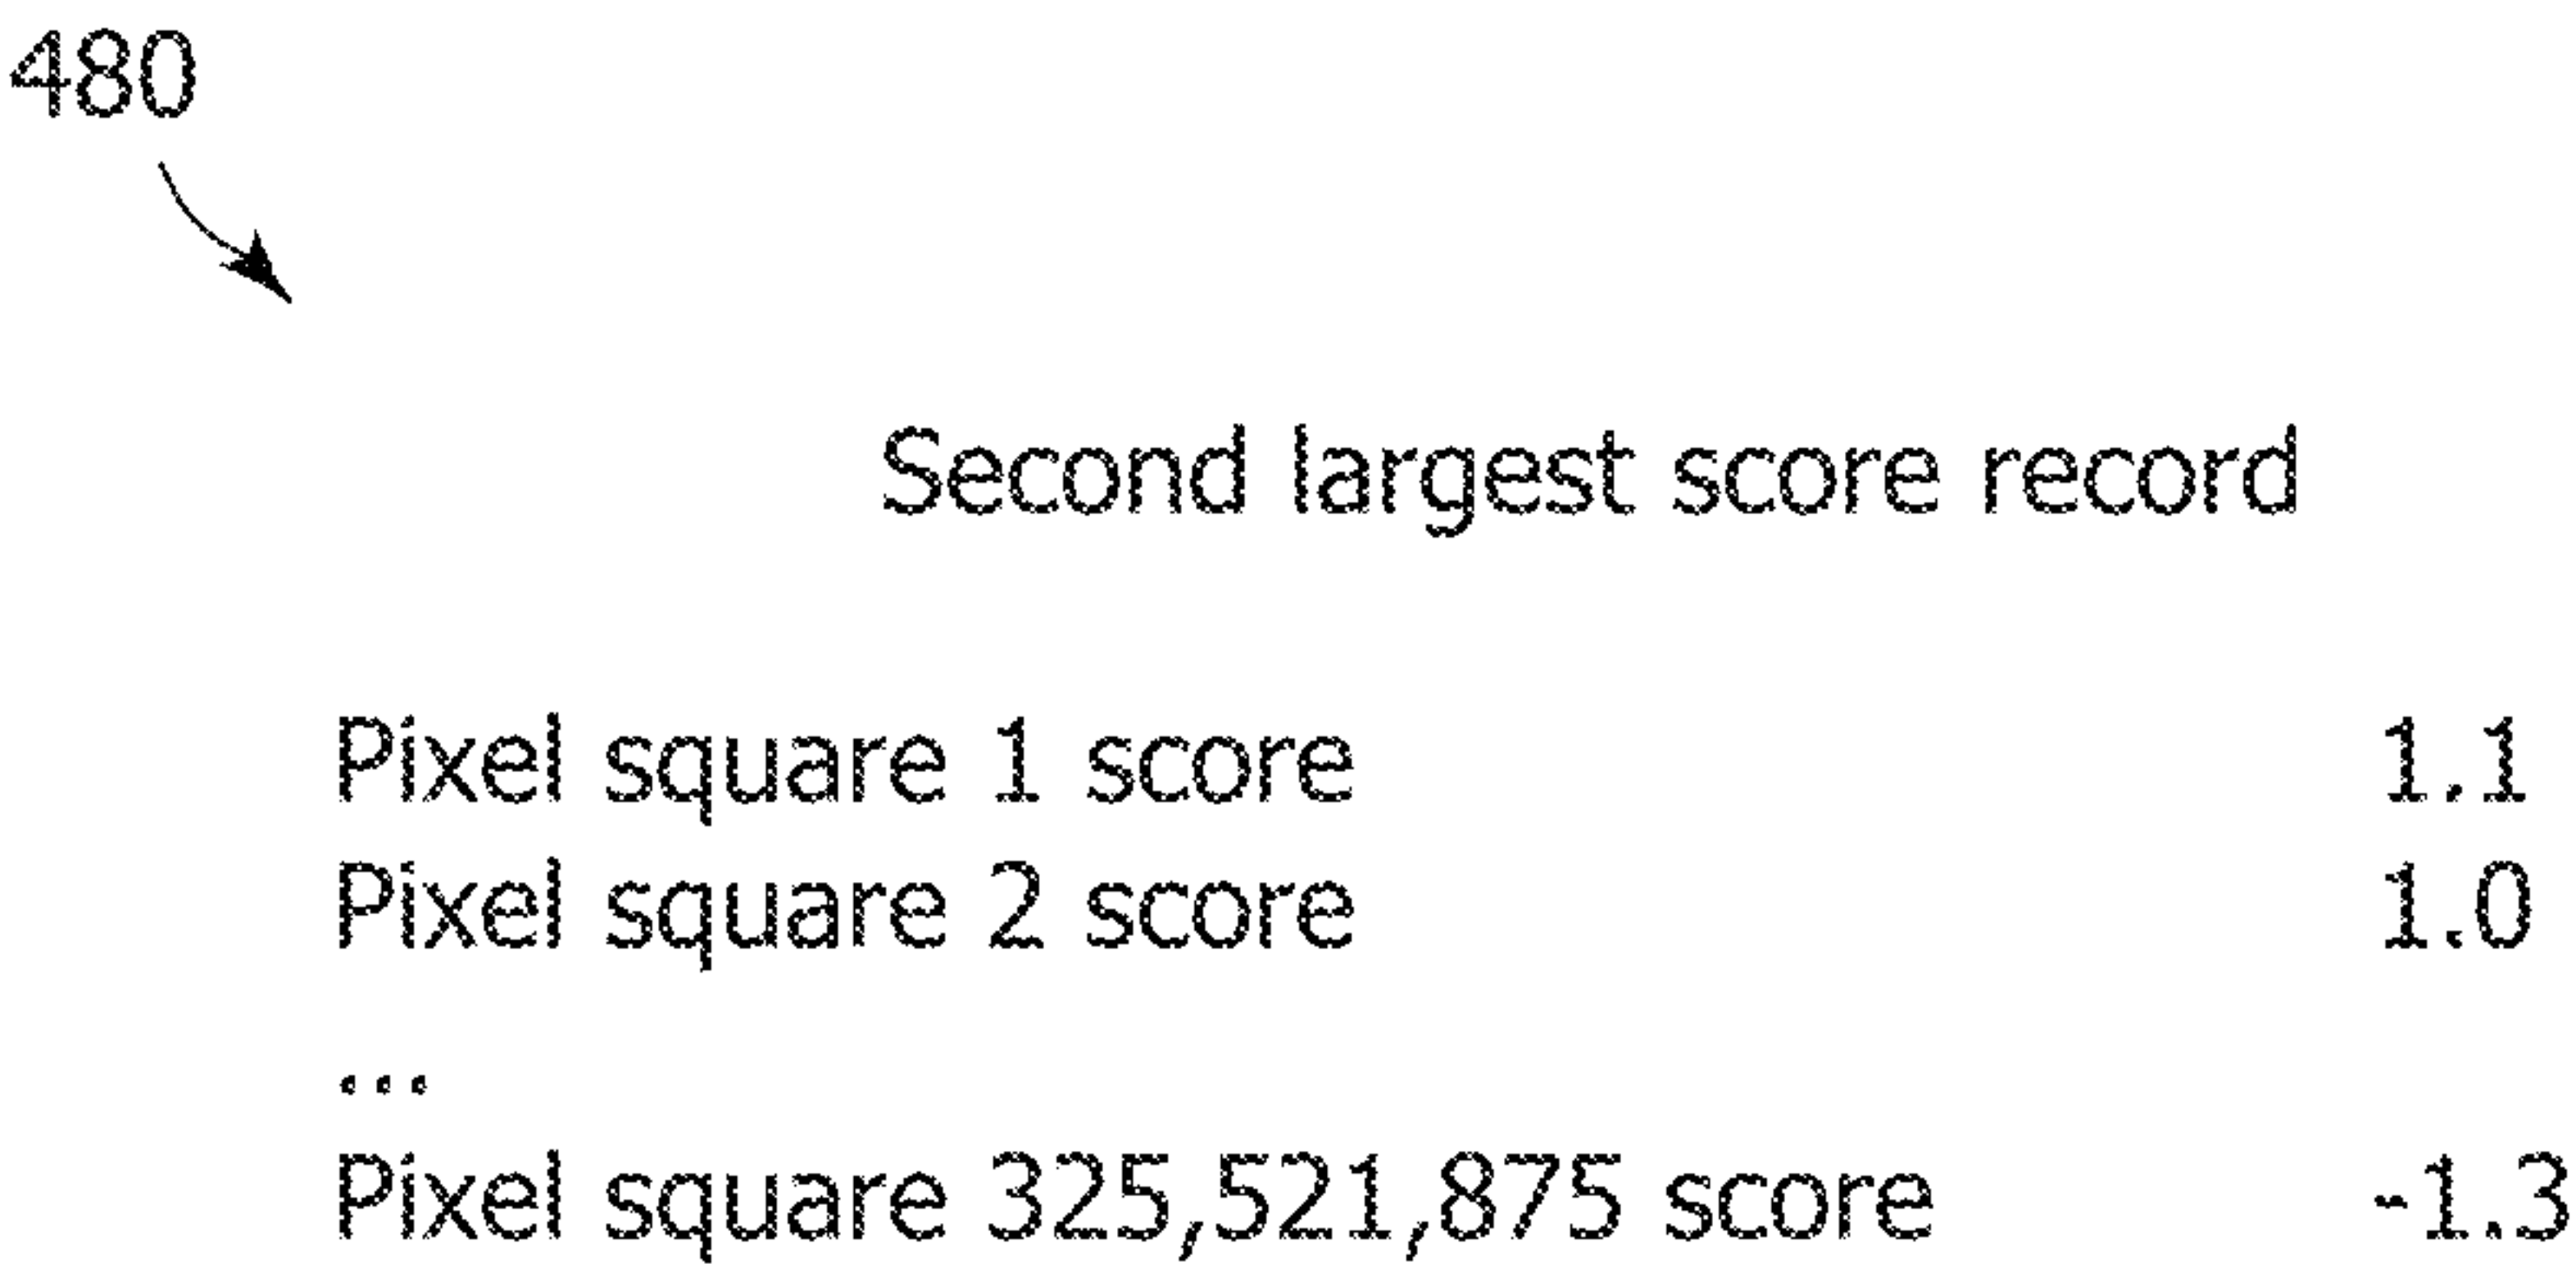 480
Second largest score record
Pixel square 1 score 1.1
Pixel square 2 score 1.0
...
Pixel square 325,521,875 score -1.3